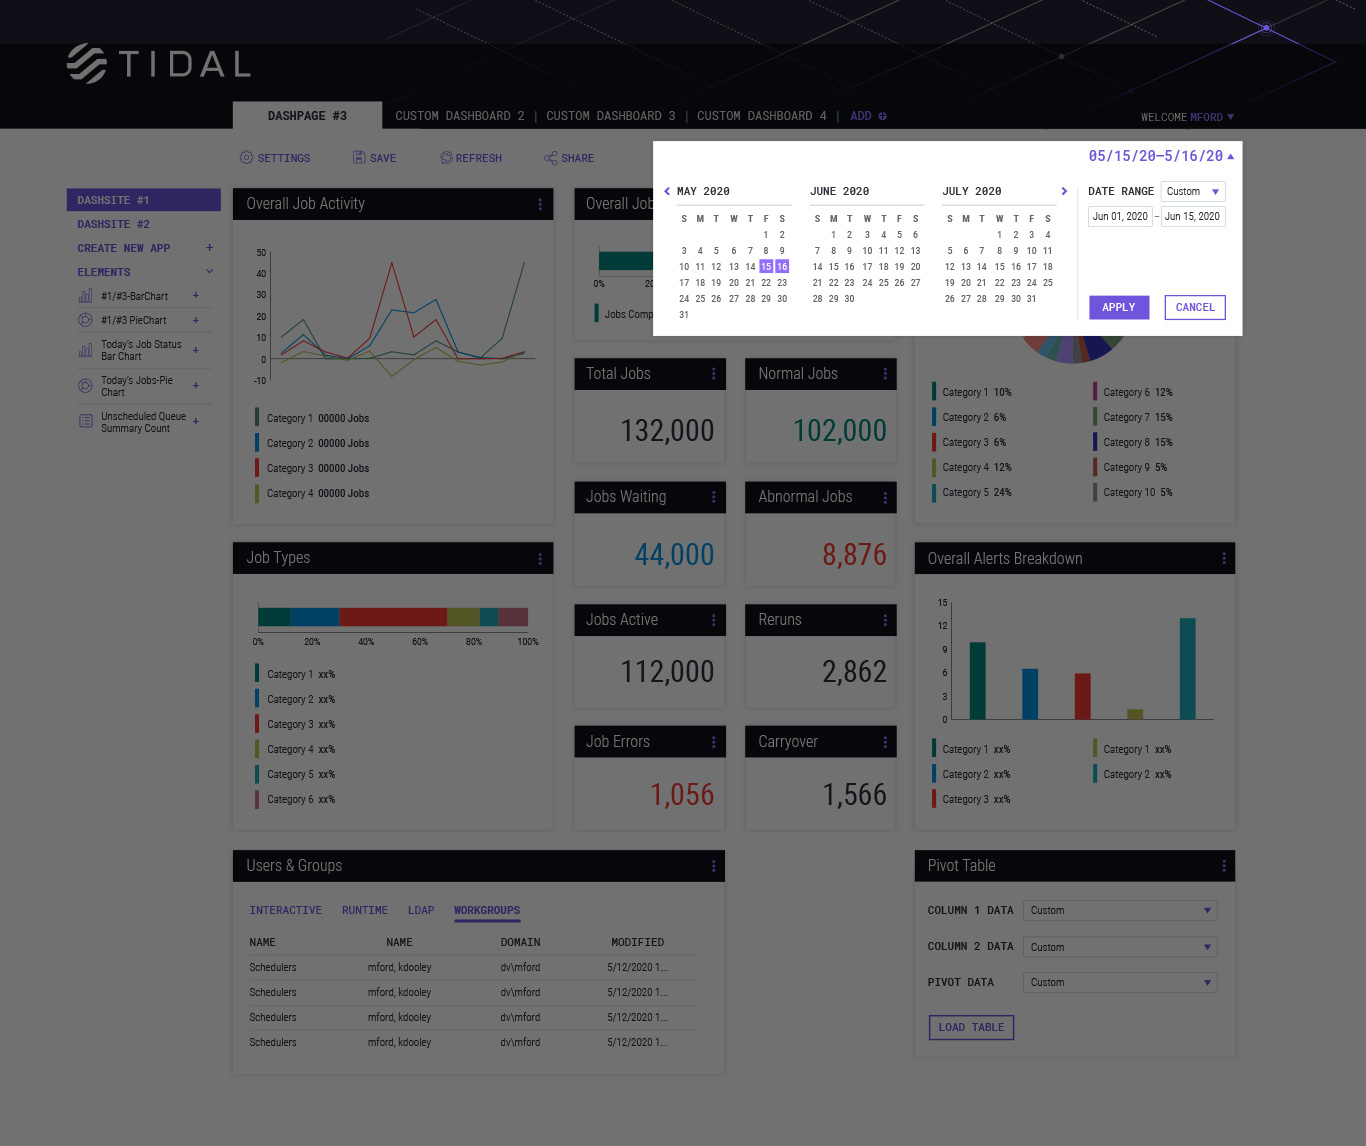 TIDAL
DASHPAGE #3
CUSTOM DASHBOARD 2 | CUSTOM DASHBOARD 3 | CUSTOM DASHBOARD 4 | ADD
WELCOME MFORD
SETTINGS
SAVE
REFRESH
SHARE
05/15/20—5/16/20
MAY 2020
S M T W T F S
1 2
3 4 5 6 7 8 9
10 11 12 13 14 15 16
17 18 19 20 21 22 23
24 25 26 27 28 29 30
31
JUNE 2020
S M T W T F S
1 2 3 4 5 6
7 8 9 10 11 12 13
14 15 16 17 18 19 20
21 22 23 24 25 26 27
28 29 30
JULY 2020
S M T W T F S
1 2 3 4
5 6 7 8 9 10 11
12 13 14 15 16 17 18
19 20 21 22 23 24 25
26 27 28 29 30 31
DATE RANGE Custom
Jun 01, 2020 – Jun 15, 2020
APPLY
CANCEL
DASHSITE #1
DASHSITE #2
CREATE NEW APP +
ELEMENTS
#1/#3-BarChart +
#1/#3 PieChart +
Today's Job Status
Bar Chart +
Today's Jobs-Pie
Chart +
Unscheduled Queue
Summary Count +
Overall Job Activity
50
40
30
20
10
0
-10
Category 1 00000 Jobs
Category 2 00000 Jobs
Category 3 00000 Jobs
Category 4 00000 Jobs
Overall Job
0% 20
Jobs Comp
Total Jobs
132,000
Normal Jobs
102,000
Jobs Waiting
44,000
Abnormal Jobs
8,876
Jobs Active
112,000
Reruns
2,862
Job Errors
1,056
Carryover
1,566
Category 1 10%
Category 2 6%
Category 3 6%
Category 4 12%
Category 5 24%
Category 6 12%
Category 7 15%
Category 8 15%
Category 9 5%
Category 10 5%
Job Types
0% 20% 40% 60% 80% 100%
Category 1 xx%
Category 2 xx%
Category 3 xx%
Category 4 xx%
Category 5 xx%
Category 6 xx%
Overall Alerts Breakdown
15
12
9
6
3
0
Category 1 xx%
Category 2 xx%
Category 3 xx%
Category 1 xx%
Category 2 xx%
Users & Groups
INTERACTIVE RUNTIME LDAP WORKGROUPS
NAME NAME DOMAIN MODIFIED
Schedulers mford, kdooley dv\mford 5/12/2020 1...
Schedulers mford, kdooley dv\mford 5/12/2020 1...
Schedulers mford, kdooley dv\mford 5/12/2020 1...
Schedulers mford, kdooley dv\mford 5/12/2020 1...
Pivot Table
COLUMN 1 DATA Custom
COLUMN 2 DATA Custom
PIVOT DATA Custom
LOAD TABLE